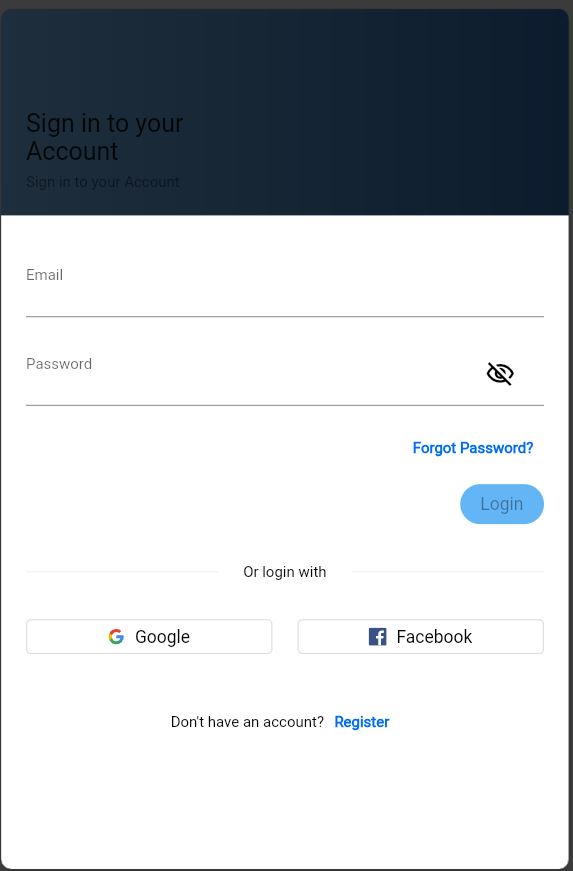 Sign in to your
Account
Sign in to your Account
Email
Password
Forgot Password?
Login
Or login with
Google
Facebook
Don't have an account? Register